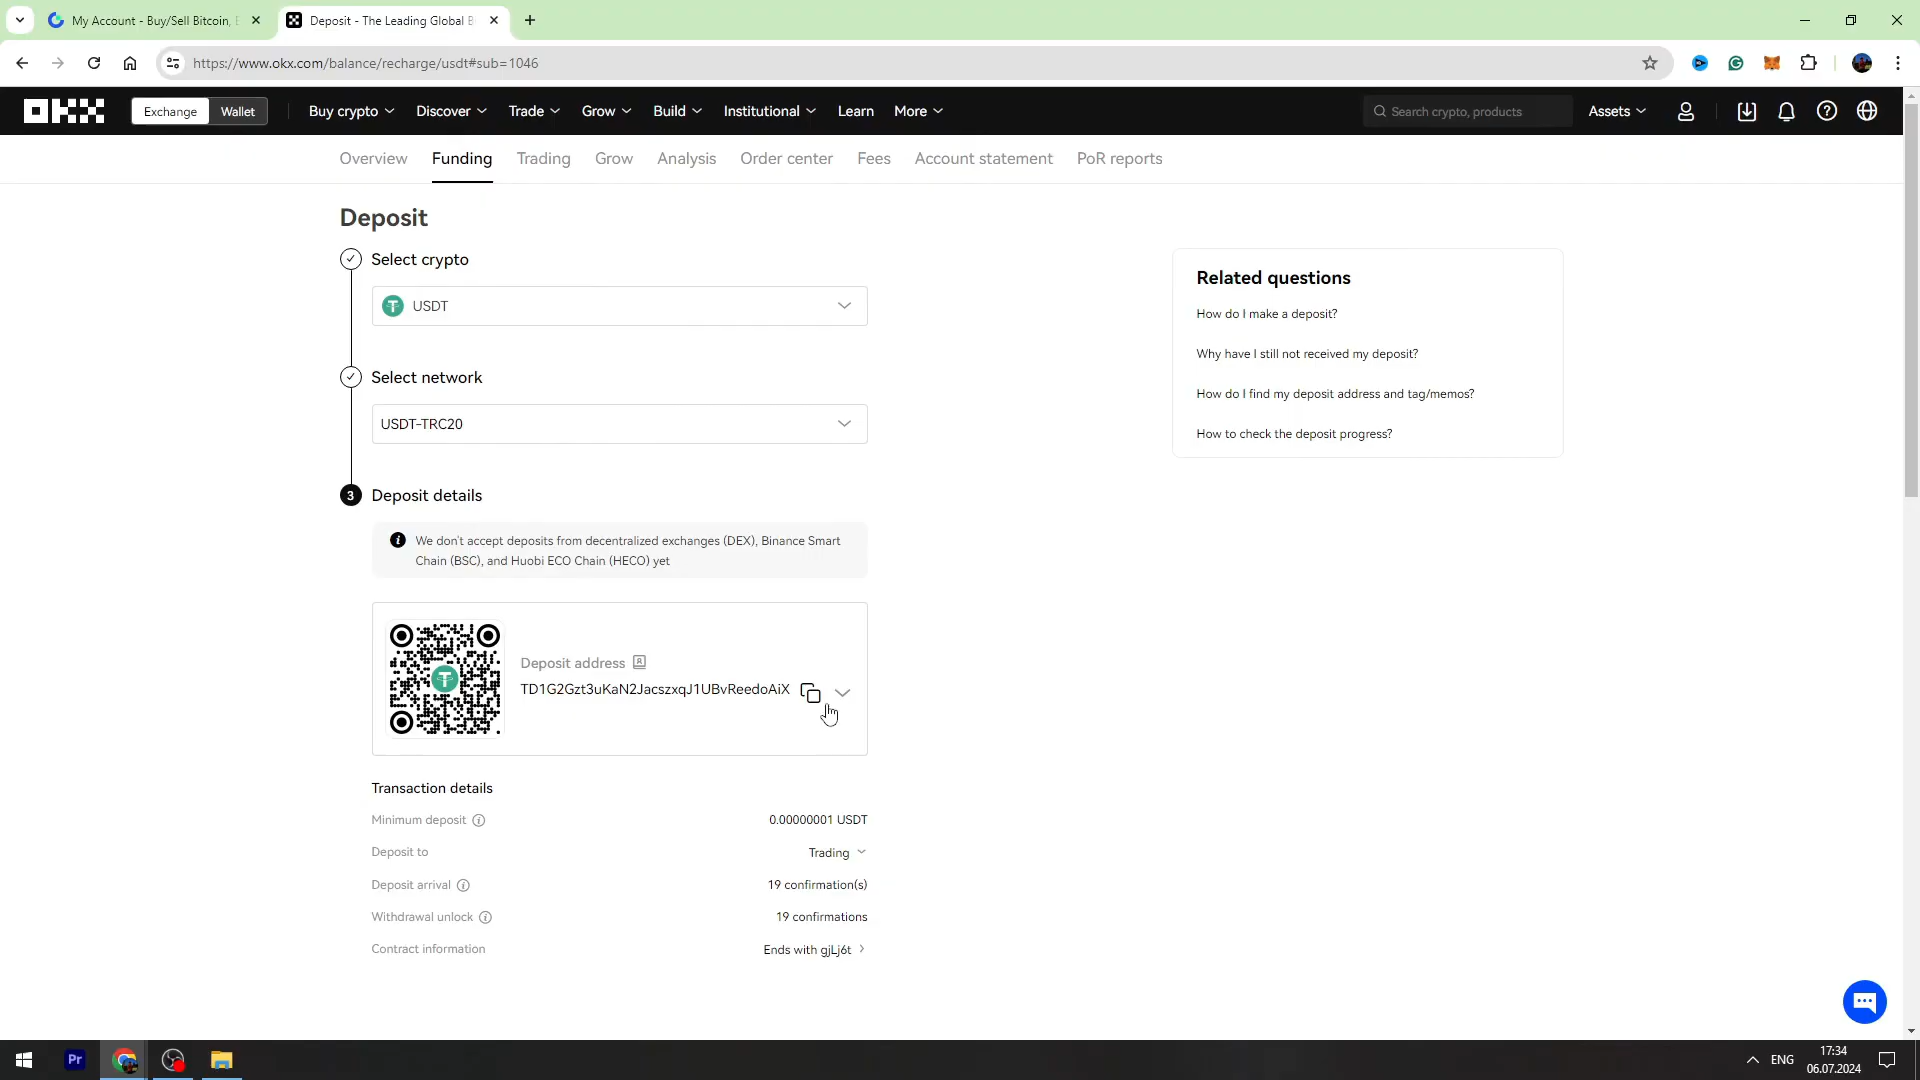 My Account - Buy/Sell Bitcoin,
Deposit - The Leading Global B
https://www.okx.com/balance/recharge/usdt#sub=1046
OKX
Exchange
Wallet
Buy crypto
Discover
Trade
Grow
Build
Institutional
Learn
More
Search crypto, products
Assets
Overview
Funding
Trading
Grow
Analysis
Order center
Fees
Account statement
PoR reports
Deposit
Select crypto
USDT
Select network
USDT-TRC20
3
Deposit details
We don't accept deposits from decentralized exchanges (DEX), Binance Smart
Chain (BSC), and Huobi ECO Chain (HECO) yet
Deposit address
TD1G2Gzt3uKaN2JacszxqJ1UBvReedoAiX
Transaction details
Minimum deposit
0.00000001 USDT
Deposit to
Trading
Deposit arrival
19 confirmation(s)
Withdrawal unlock
19 confirmations
Contract information
Ends with gjLj6t
Related questions
How do I make a deposit?
Why have I still not received my deposit?
How do I find my deposit address and tag/memos?
How to check the deposit progress?
Pr
ENG
17:34
06.07.2024